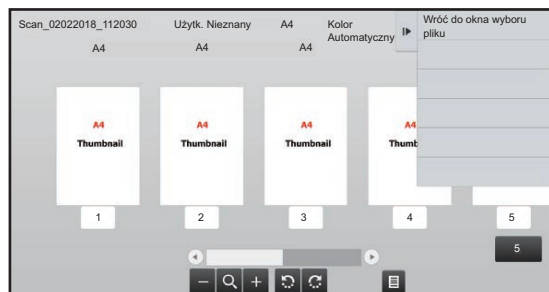 Scan_02022018_112030 Użytk. Nieznany A4 Kolor Automatyczny
A4 A4 A4
Wróć do okna wyboru
pliku
A4 A4 A4 A4
Thumbnail Thumbnail Thumbnail Thumb
1 2 3 4 5
5